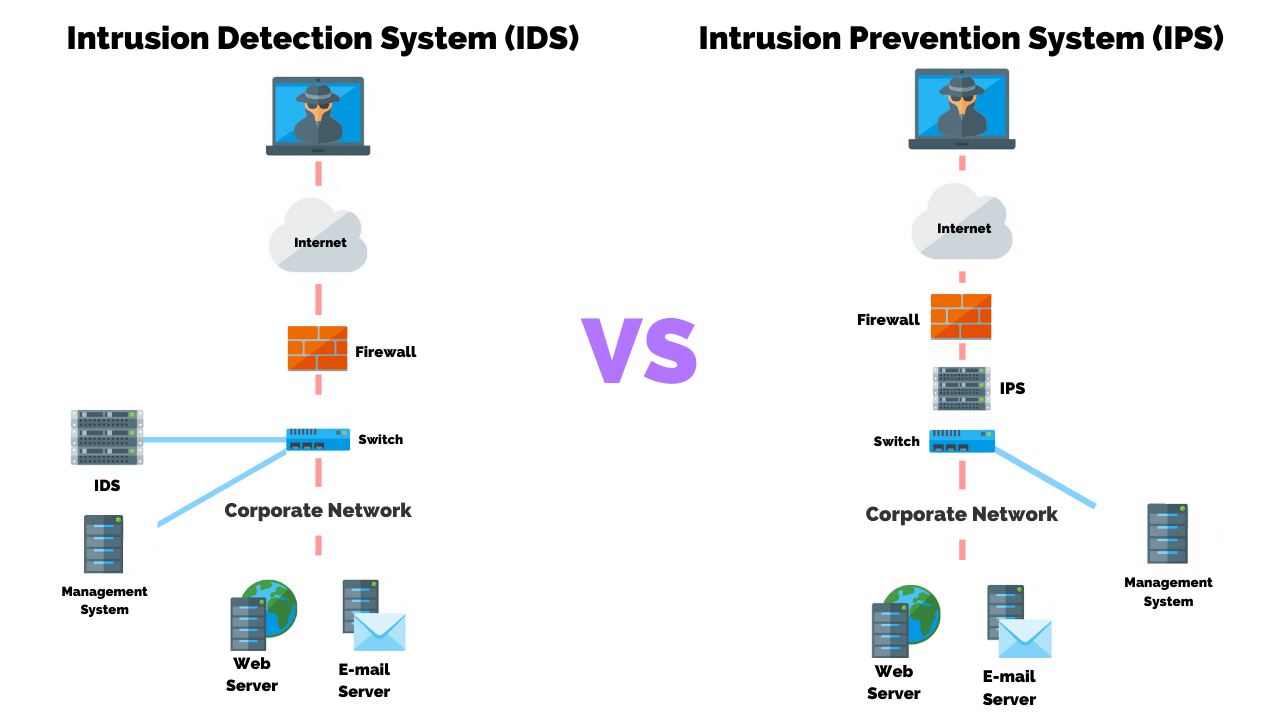 Intrusion Detection System (IDS)
Internet
Firewall
Switch
IDS
Corporate Network
Management
System
Web
Server
E-mail
Server
VS
Intrusion Prevention System (IPS)
Internet
Firewall
IPS
Switch
Corporate Network
Management
System
Web
Server
E-mail
Server